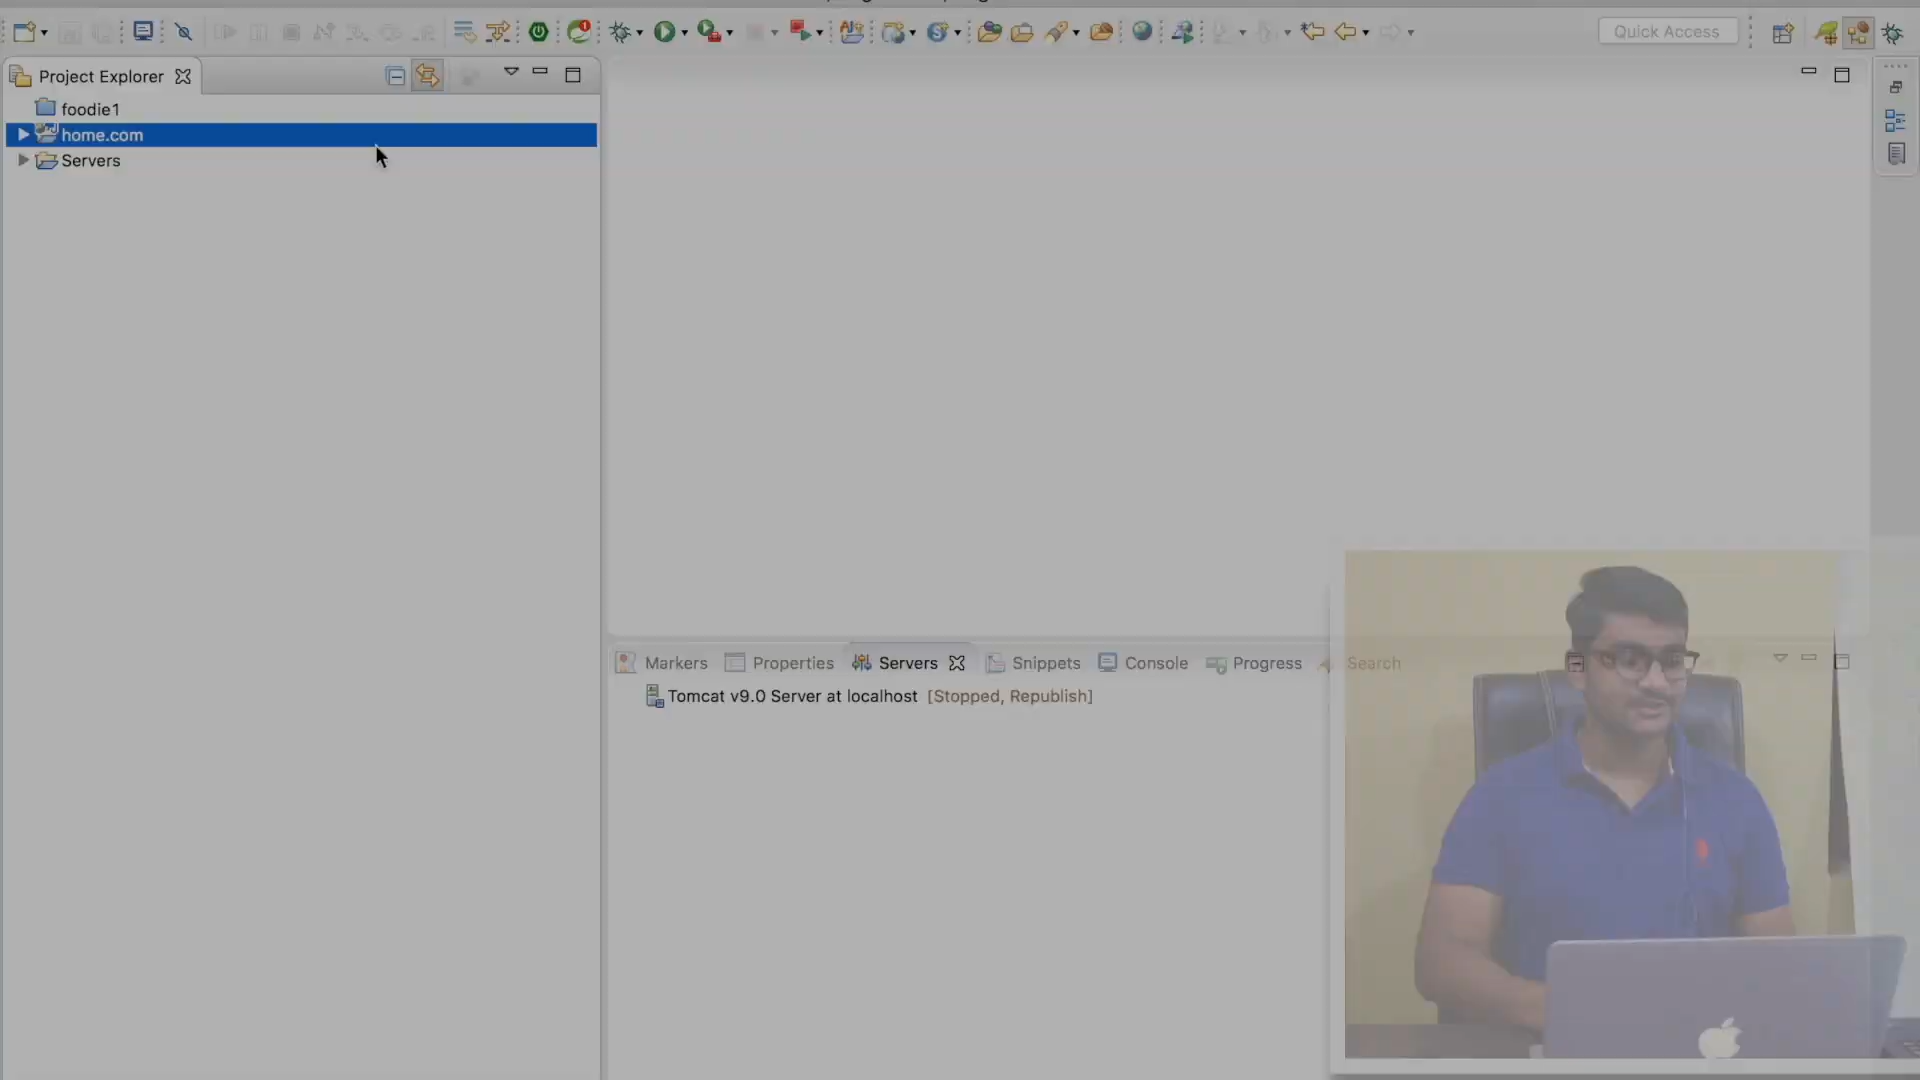 Quick Access
Project Explorer
foodie1
home.com
Servers
Markers
Properties
Servers
Snippets
Console
Progress
Search
Tomcat v9.0 Server at localhost [Stopped, Republish]